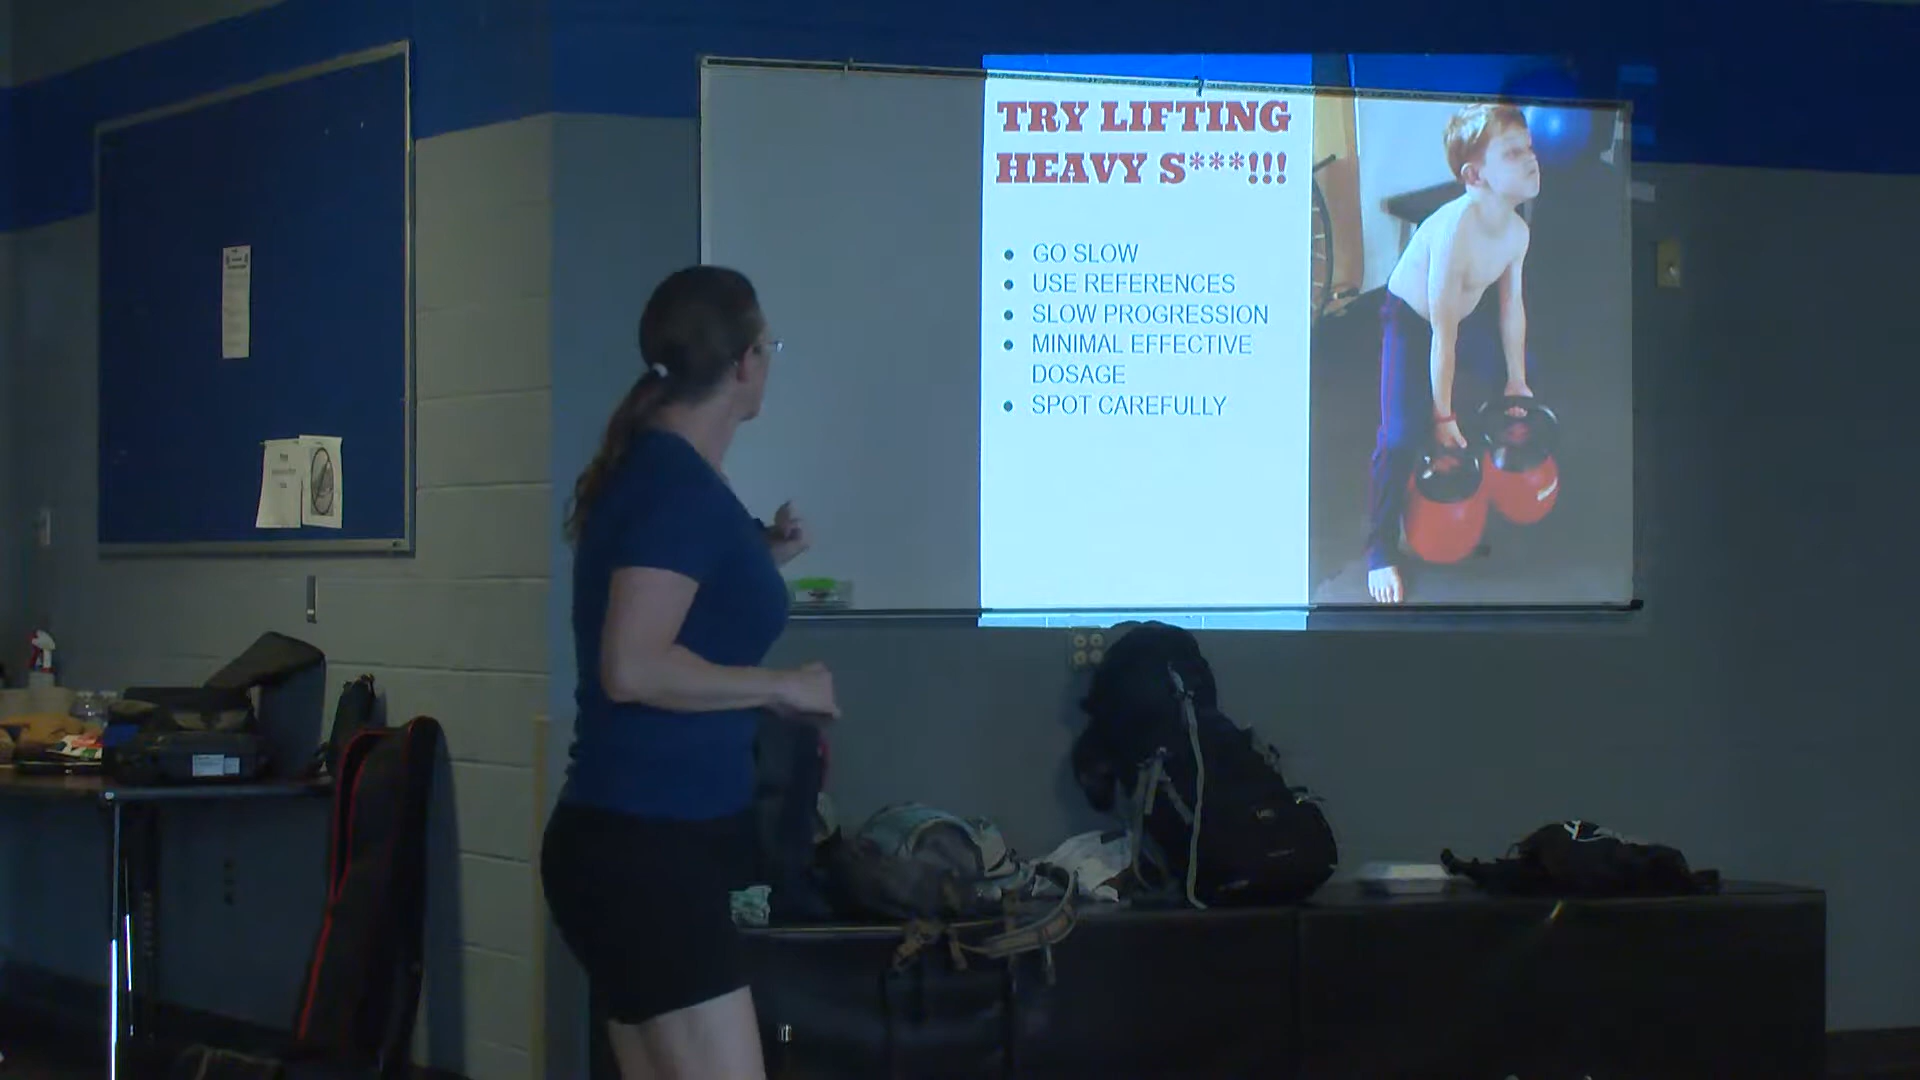 TRY LIFTING
HEAVY S***!!!
● GO SLOW
● USE REFERENCES
● SLOW PROGRESSION
● MINIMAL EFFECTIVE
DOSAGE
● SPOT CAREFULLY